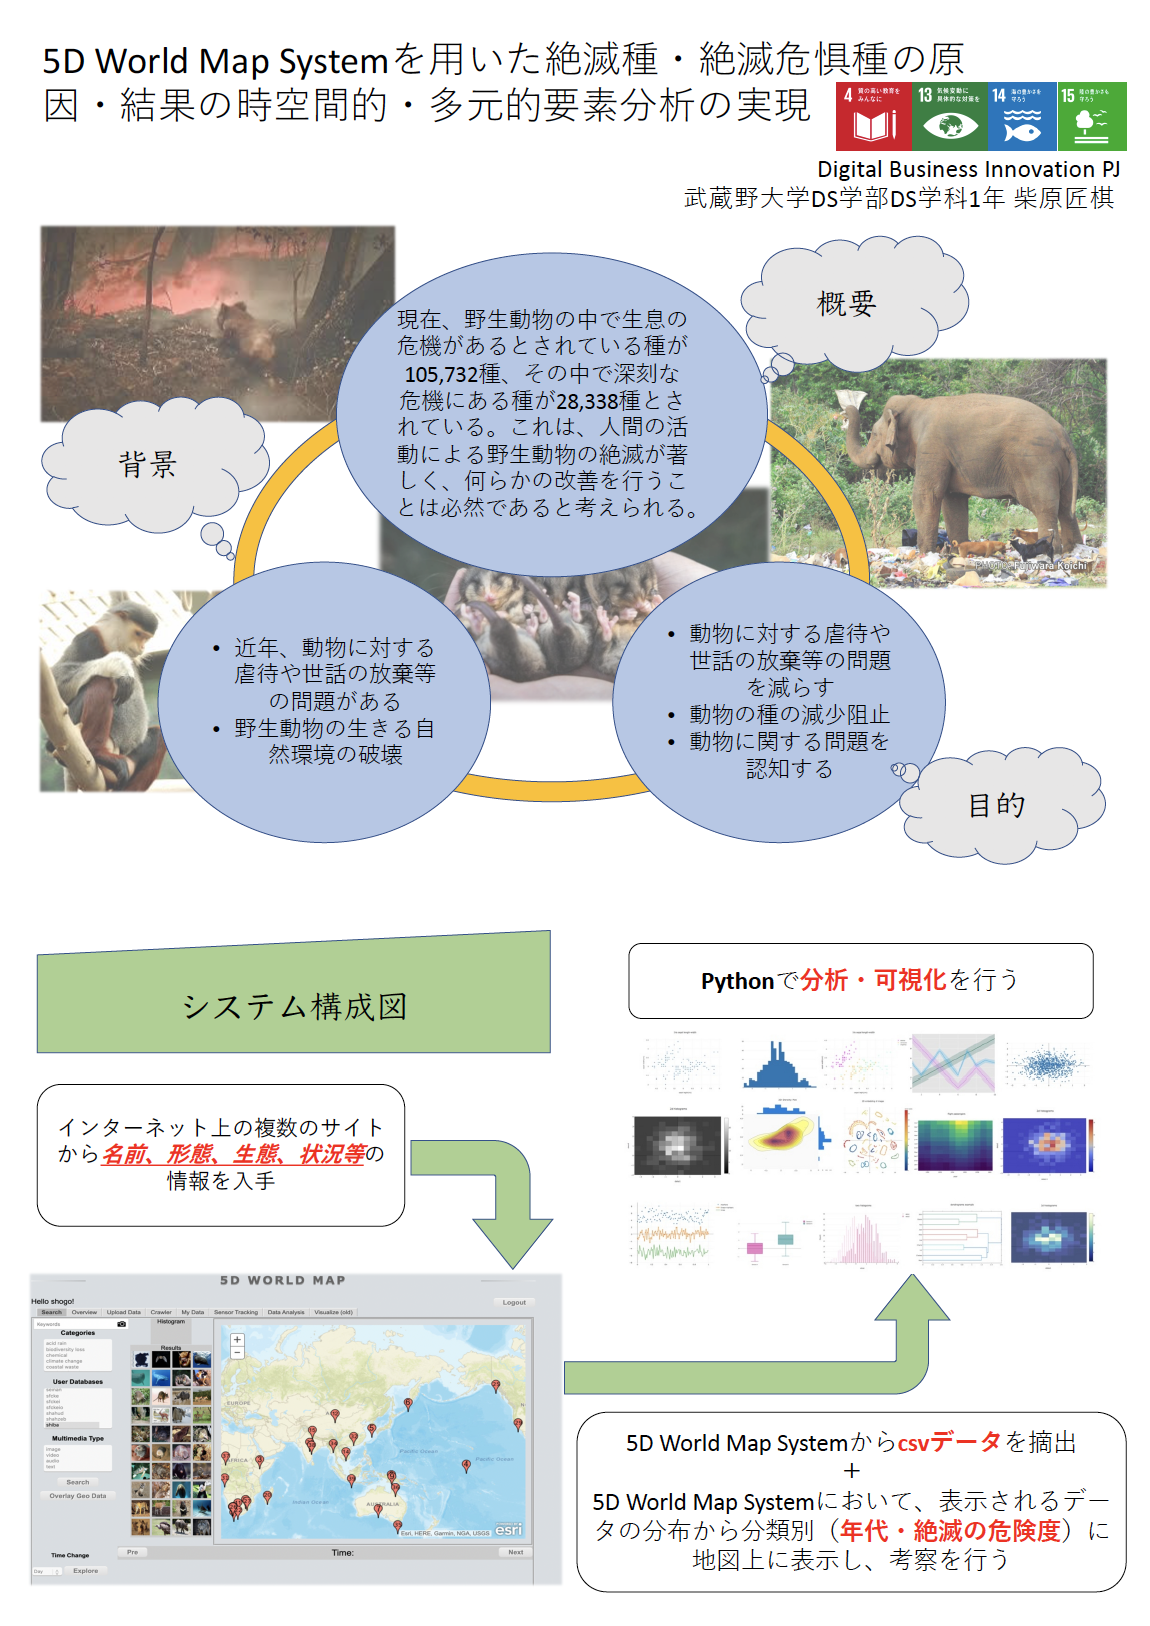 5D World Map Systemを用いた絶滅種・絶滅危惧種の原
因・結果の時空間的・多元的要素分析の実現
4 質の高い教育を
みんなに
13 気候変動に
具体的な対策を
14 海の豊かさを
守ろう
15 陸の豊かさも
守ろう
Digital Business Innovation PJ
武蔵野大学DS学部DS学科1年 柴原匠棋
概要
現在、野生動物の中で生息の
危機があるとされている種が
105,732種、その中で深刻な
危機にある種が28,338種とさ
れている。これは、人間の活
動による野生動物の絶滅が著
しく、何らかの改善を行うこ
とは必然であると考えられる。
背景
PHOTO: Fujiwara Koichi
• 近年、動物に対する
虐待や世話の放棄等
の問題がある
• 野生動物の生きる自
然環境の破壊
• 動物に対する虐待や
世話の放棄等の問題
を減らす
• 動物の種の減少阻止
• 動物に関する問題を
認知する
目的
システム構成図
Pythonで分析・可視化を行う
インターネット上の複数のサイト
から名前、形態、生態、状況等の
情報を入手
5D WORLD MAP
Hello shogo!
Logout
Search Overview Upload Data Crawler My Data Sensor Tracking Data Analysis Visualize (old)
Keywords
Histogram
Categories
acid rain
biodiversity loss
chemical
climate change
coastal waste
Results
User Databases
shiba
Multimedia Type
image
video
audio
text
Search
Overlay Geo Data
EUROPE
AFRICA
Pacific Ocean
Pacific Ocean
Indian Ocean
AUSTRALIA
Esri, HERE, Garmin, NGA, USGS
esri
Time Change
Pre
Time:
Next
Day
Explore
5D World Map Systemからcsvデータを摘出
+
5D World Map Systemにおいて、表示されるデー
タの分布から分類別（年代・絶滅の危険度）に
地図上に表示し、考察を行う